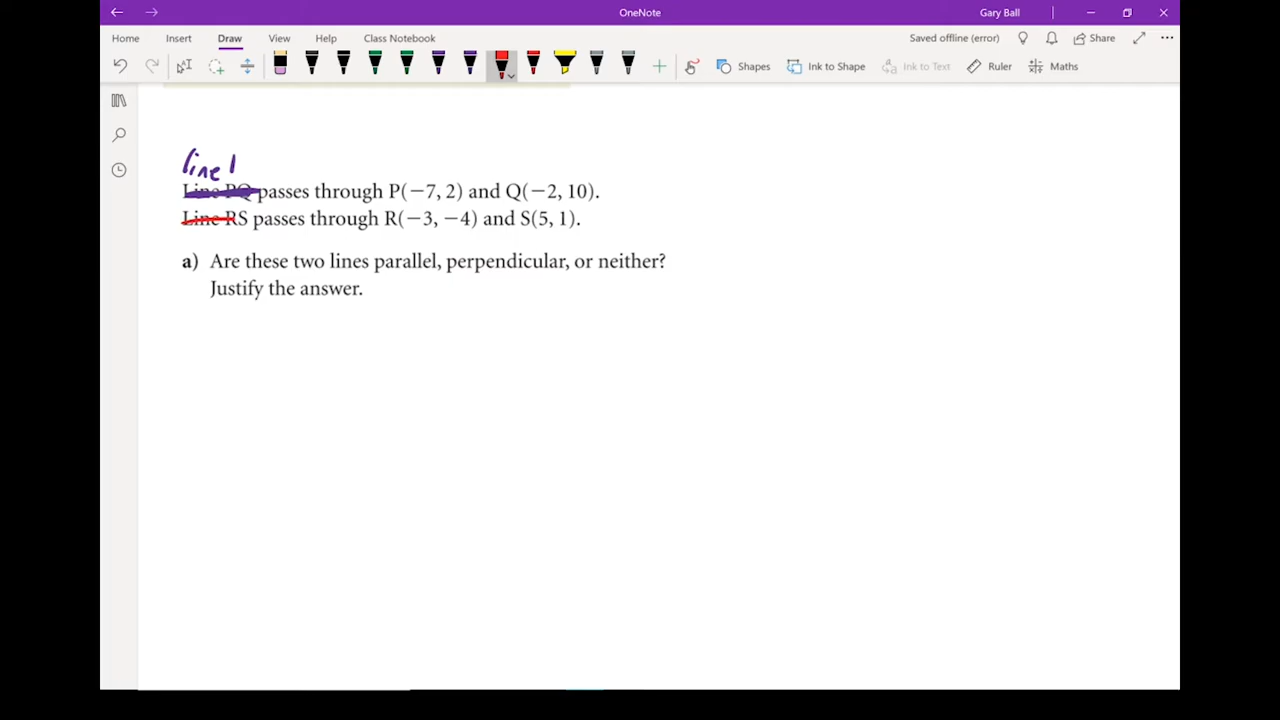 OneNote
Gary Ball
Home Insert Draw View Help Class Notebook
Saved offline (error) Share
Shapes Ink to Shape Ink to Text Ruler Maths
line 1
Line PQ passes through P(−7, 2) and Q(−2, 10).
Line RS passes through R(−3, −4) and S(5, 1).
a) Are these two lines parallel, perpendicular, or neither?
Justify the answer.